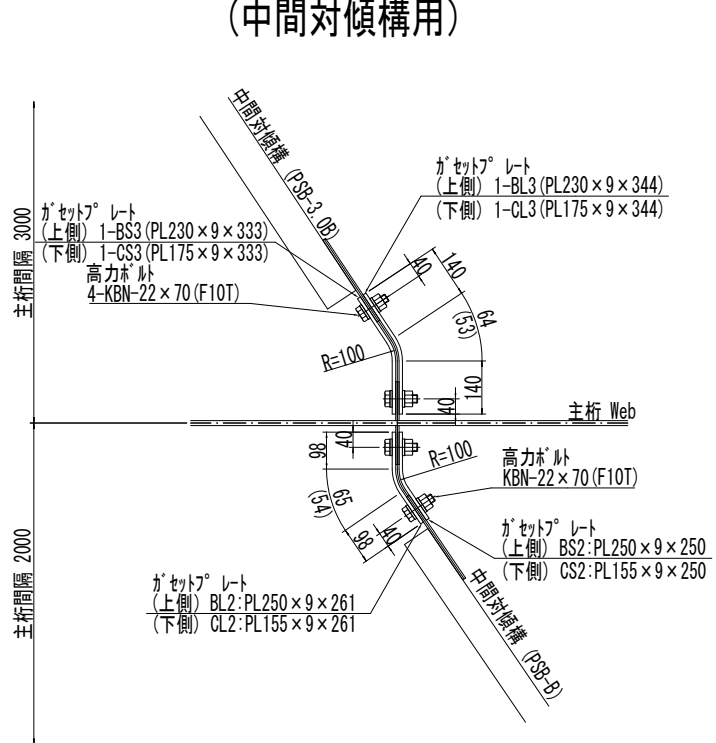 (中間対傾構用)
中間対傾構 (PSB-3.0B)
ガセットプレート
(上側) 1-BL3(PL230×9×344)
(下側) 1-CL3(PL175×9×344)
ガセットプレート
(上側) 1-BS3(PL230×9×333)
(下側) 1-CS3(PL175×9×333)
高力ボルト
4-KBN-22×70(F10T)
主桁間隔 3000
40
140
64
(53)
R=100
140
40
主桁 Web
98
40
R=100
高力ボルト
KBN-22×70(F10T)
65
(54)
98
40
ガセットプレート
(上側) BS2:PL250×9×250
(下側) CS2:PL155×9×250
主桁間隔 2000
ガセットプレート
(上側) BL2:PL250×9×261
(下側) CL2:PL155×9×261
中間対傾構 (PSB-B)